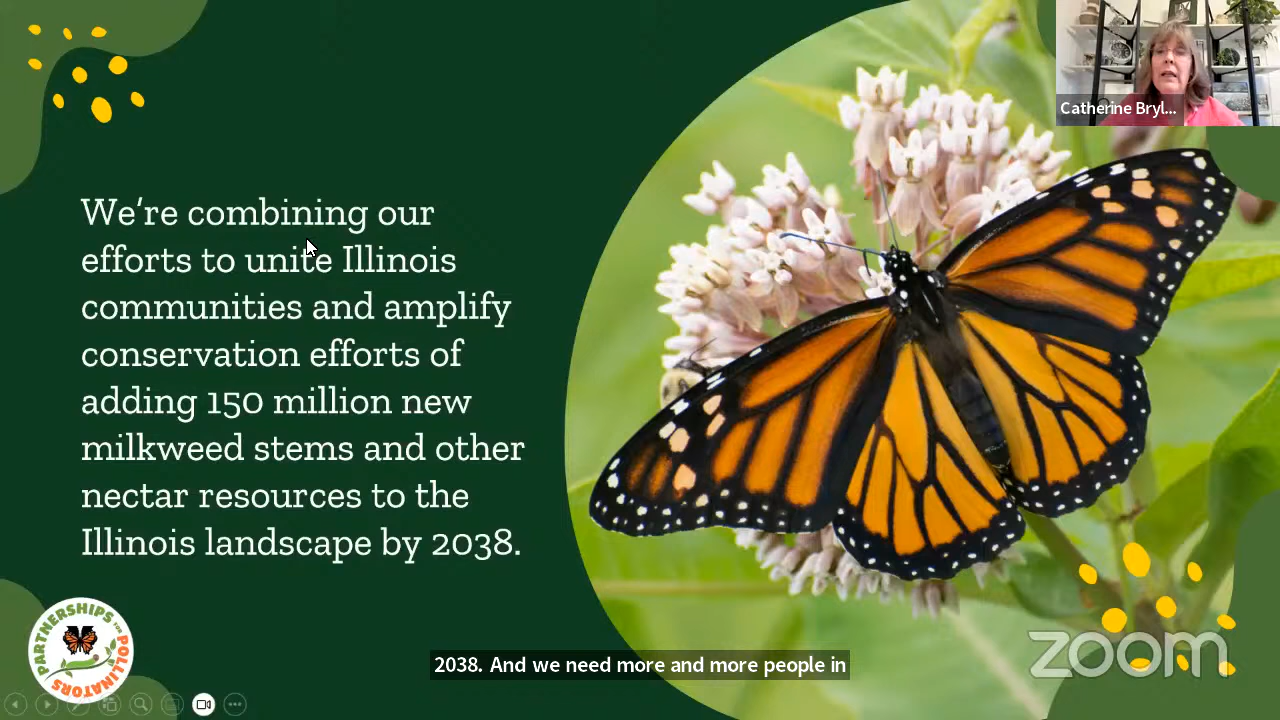 Catherine Bryl...
We’re combining our
efforts to unite Illinois
communities and amplify
conservation efforts of
adding 150 million new
milkweed stems and other
nectar resources to the
Illinois landscape by 2038.
PARTNERSHIPS FOR
POLLINATORS
2038. And we need more and more people in
zoom